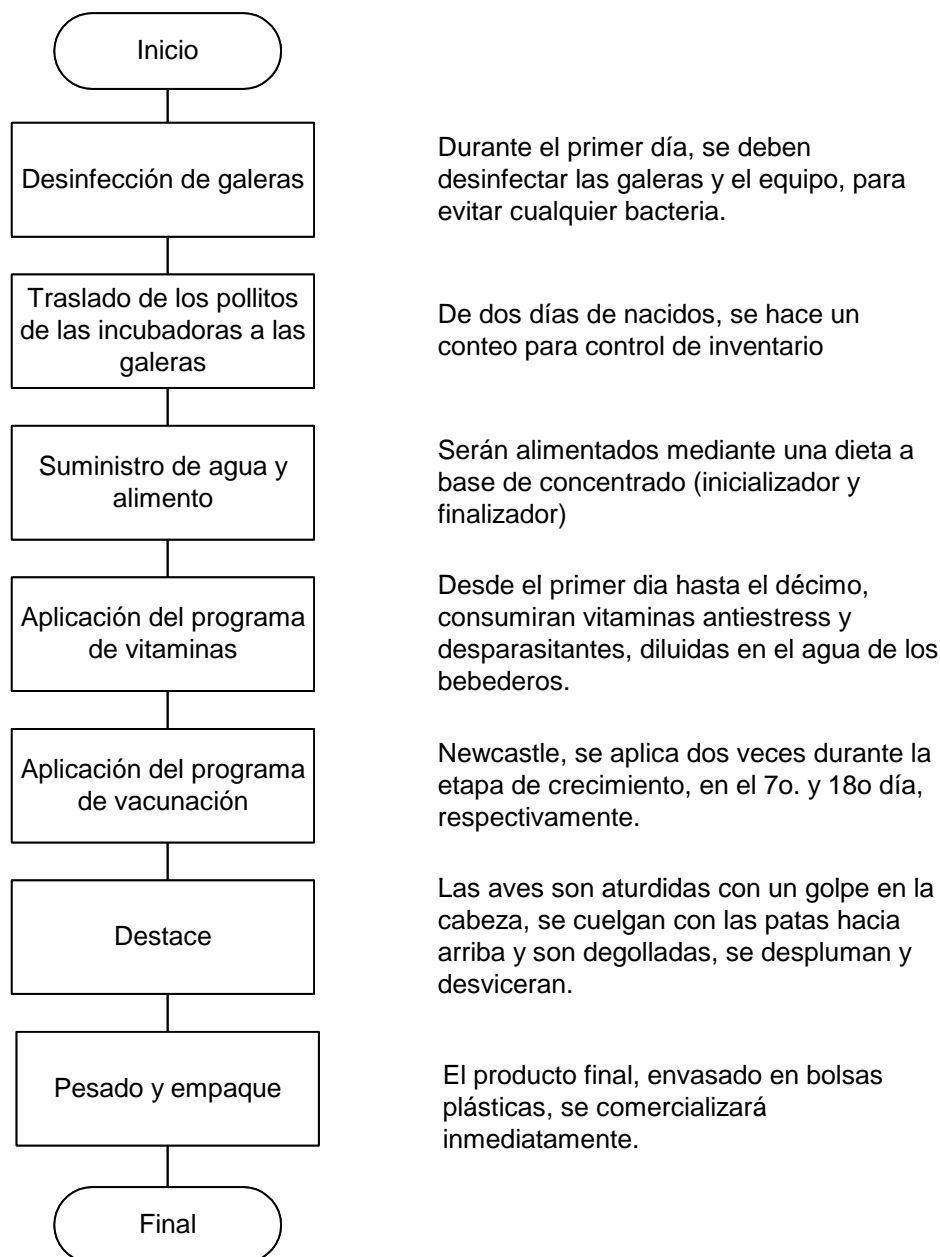 Inicio
Desinfección de galeras
Durante el primer día, se deben
desinfectar las galeras y el equipo, para
evitar cualquier bacteria.
Traslado de los pollitos
de las incubadoras a las
galeras
De dos días de nacidos, se hace un
conteo para control de inventario
Suministro de agua y
alimento
Serán alimentados mediante una dieta a
base de concentrado (inicializador y
finalizador)
Aplicación del programa
de vitaminas
Desde el primer dia hasta el décimo,
consumiran vitaminas antiestress y
desparasitantes, diluidas en el agua de los
bebederos.
Aplicación del programa
de vacunación
Newcastle, se aplica dos veces durante la
etapa de crecimiento, en el 7o. y 18o día,
respectivamente.
Destace
Las aves son aturdidas con un golpe en la
cabeza, se cuelgan con las patas hacia
arriba y son degolladas, se despluman y
desviceran.
Pesado y empaque
El producto final, envasado en bolsas
plásticas, se comercializará
inmediatamente.
Final